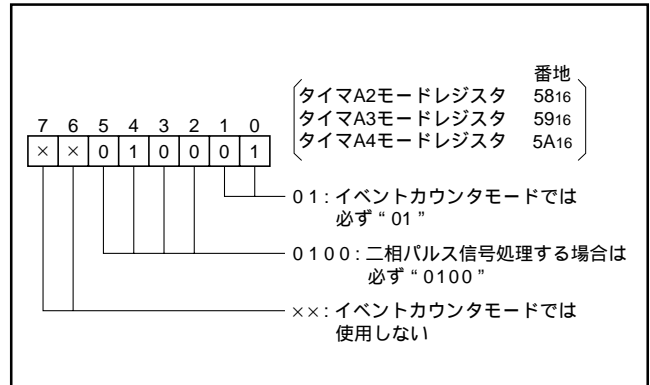 番地
タイマA2モードレジスタ 5816
タイマA3モードレジスタ 5916
タイマA4モードレジスタ 5A16
7 6 5 4 3 2 1 0
× × 0 1 0 0 0 1
01:イベントカウンタモードでは
必ず“01”
0100:二相パルス信号処理する場合は
必ず“0100”
××:イベントカウンタモードでは
使用しない